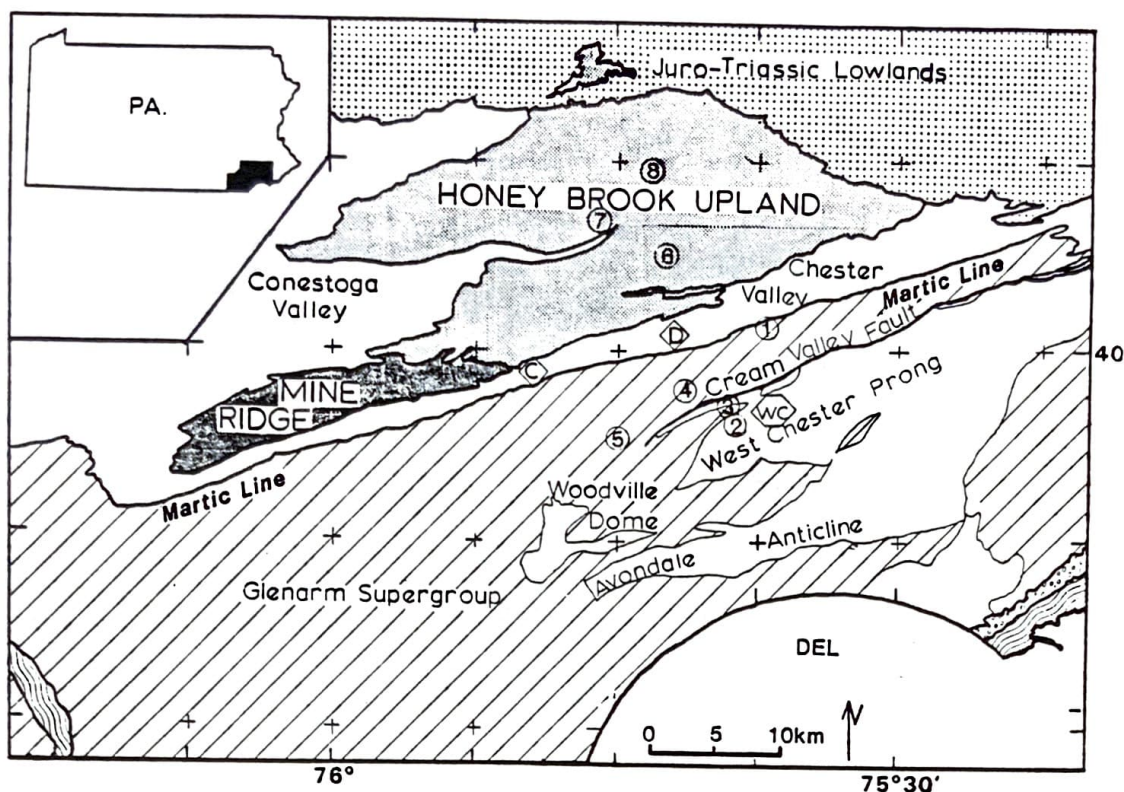 PA.
Juro-Triassic Lowlands
8
HONEY BROOK UPLAND
7
6
Conestoga
Valley
Chester
Valley
Martic Line
D
1
Cream Valley Fault
40
C
MINE
RIDGE
4
3
WC
2
West Chester Prong
5
Martic Line
Woodville
Dome
Anticline
Avondale
Glenarm Supergroup
DEL
0 5 10km
76°
75°30'